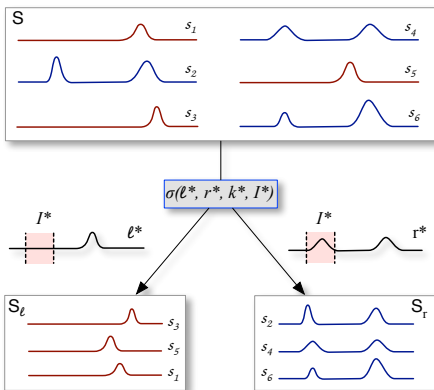 S
s₁ s₄
s₂ s₅
s₃ s₆
σ(ℓ*, r*, k*, I*)
I* ℓ* I* r*
Sℓ Sᵣ
s₃ s₂
s₅ s₄
s₁ s₆